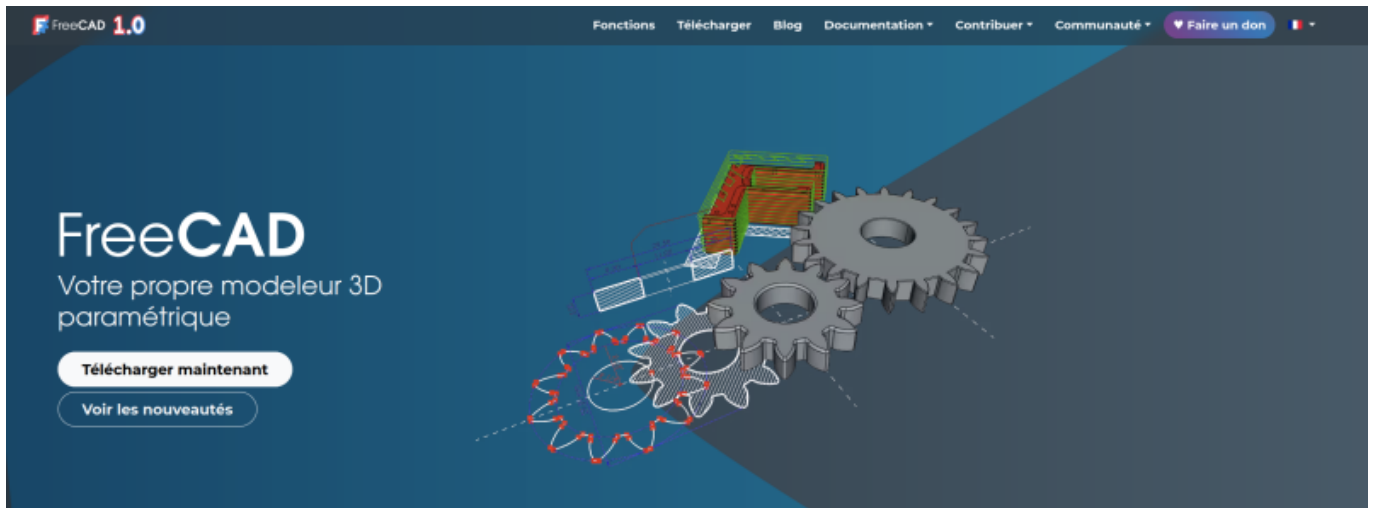 FreeCAD 1.0
Fonctions Télécharger Blog Documentation Contribuer Communauté ♥ Faire un don
FreeCAD
Votre propre modeleur 3D
paramétrique
Télécharger maintenant
Voir les nouveautés